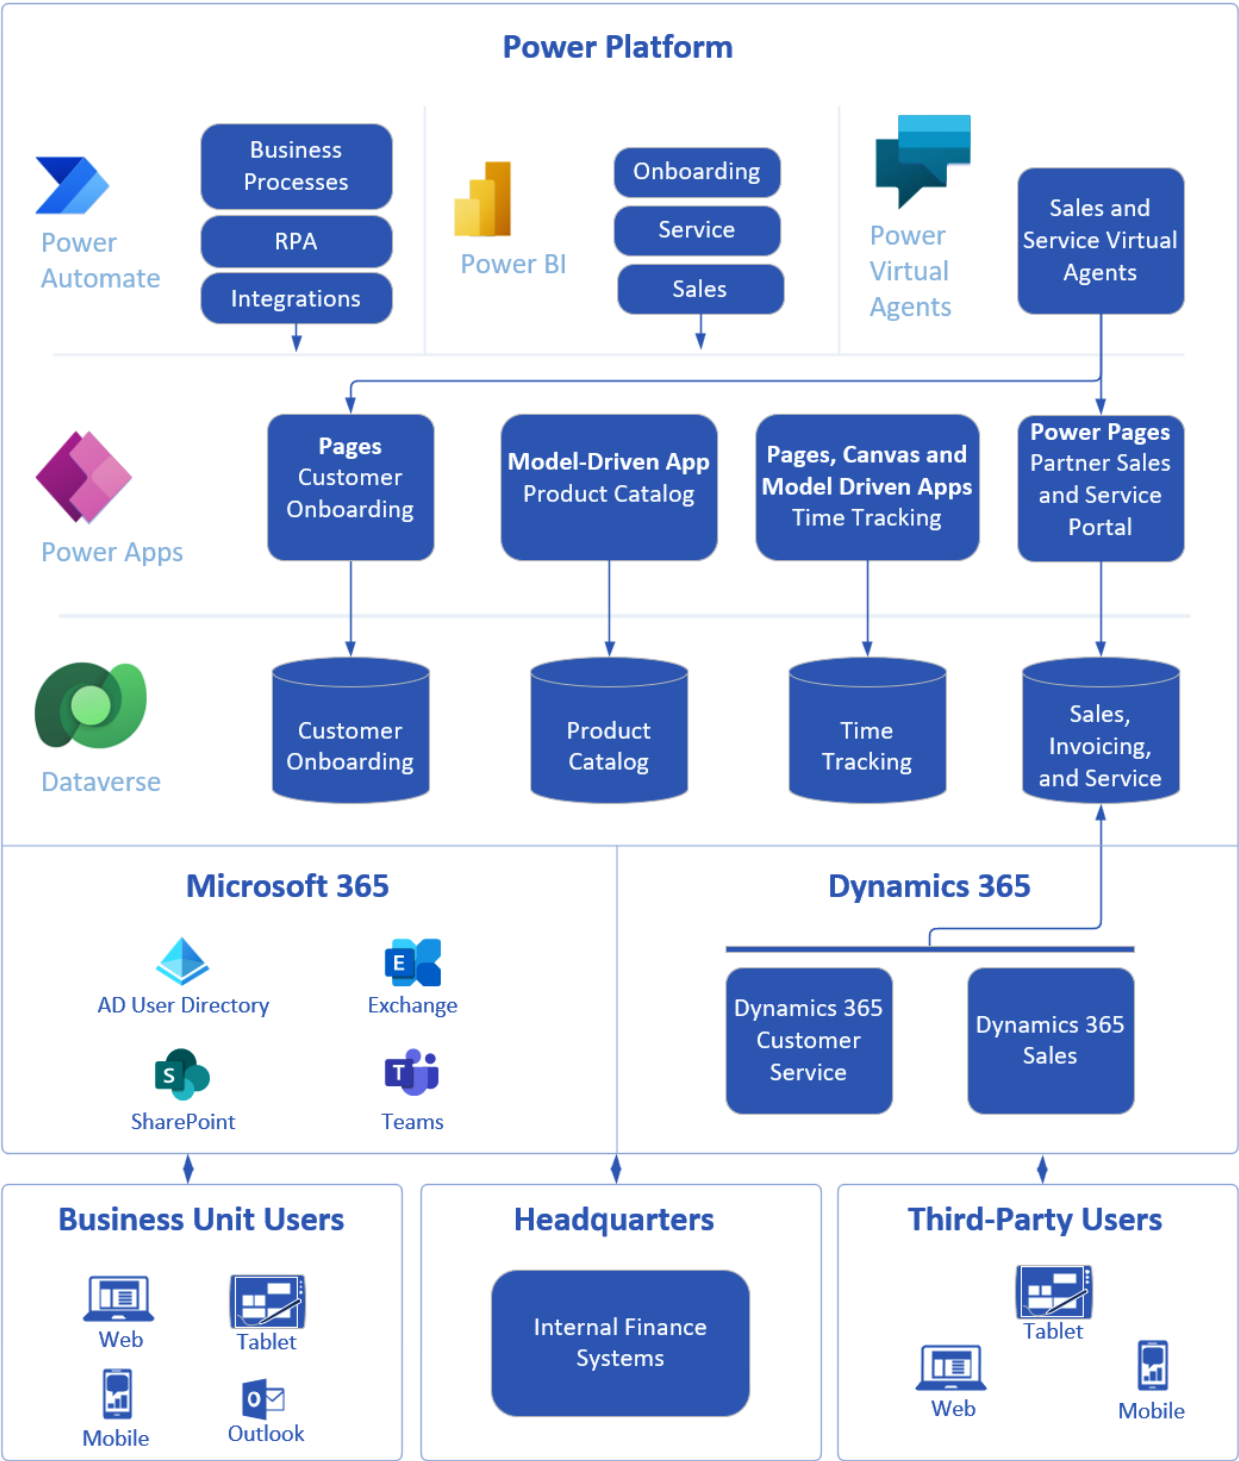 Power Platform
Power
Automate
Business
Processes
RPA
Integrations
Power BI
Onboarding
Service
Sales
Power
Virtual
Agents
Sales and
Service Virtual
Agents
Power Apps
Pages
Customer
Onboarding
Model-Driven App
Product Catalog
Pages, Canvas and
Model Driven Apps
Time Tracking
Power Pages
Partner Sales
and Service
Portal
Dataverse
Customer
Onboarding
Product
Catalog
Time
Tracking
Sales,
Invoicing,
and Service
Microsoft 365
AD User Directory
E
Exchange
S
SharePoint
T
Teams
Dynamics 365
Dynamics 365
Customer
Service
Dynamics 365
Sales
Business Unit Users
Web
Tablet
Mobile
O
Outlook
Headquarters
Internal Finance
Systems
Third-Party Users
Tablet
Web
Mobile